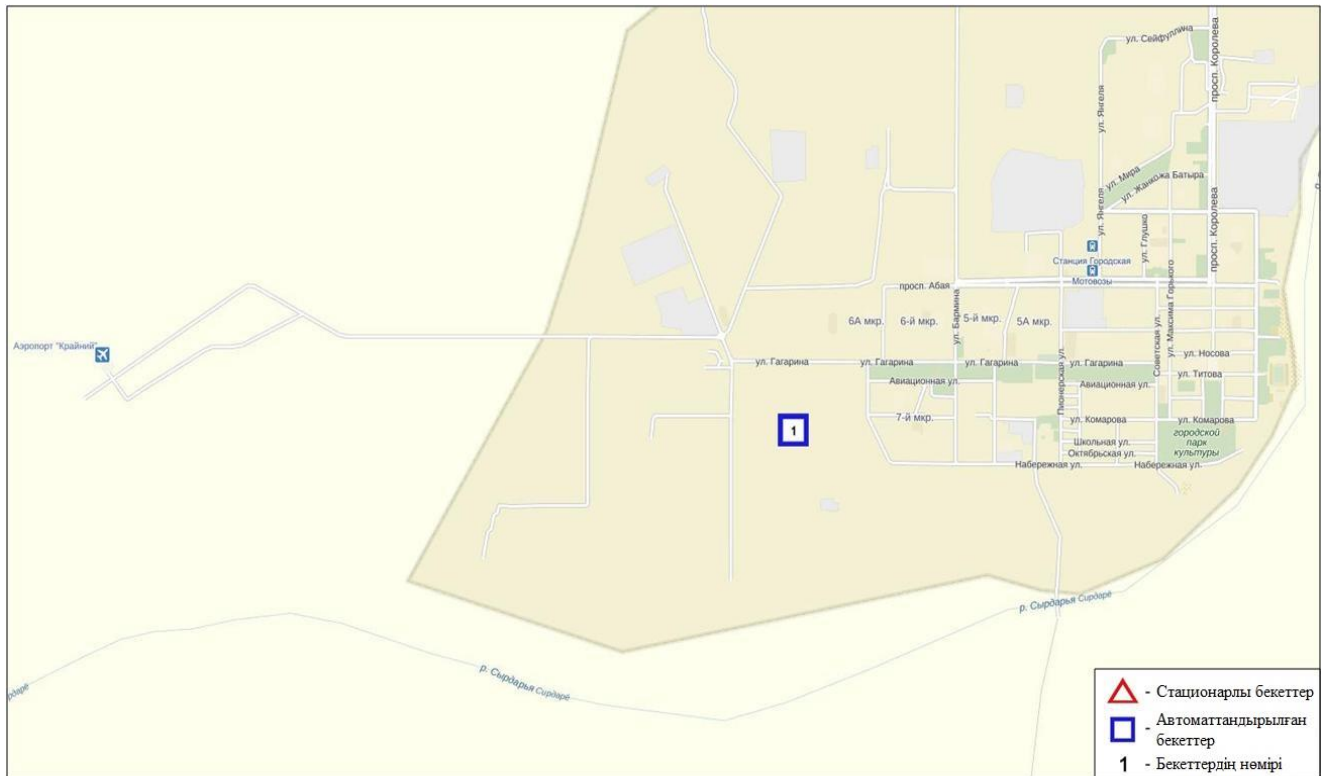 ул. Сейфуллина
просп. Королева
ул. Янгеля
ул. Мира
ул. Жанкожа Батыра
ул. Янгеля
ул. Глушко
просп. Королева
Станция Городская
Мотовозы
ул. Максима Горького
просп. Абая
6А мкр.
6-й мкр.
5-й мкр.
5А мкр.
ул. Бармина
Советская ул.
Аэропорт "Крайний"
ул. Гагарина
ул. Гагарина
ул. Гагарина
ул. Гагарина
ул. Носова
ул. Титова
Пионерская ул.
Авиационная ул.
Авиационная ул.
7-й мкр.
ул. Комарова
ул. Комарова
1
городской
парк
культуры
Школьная ул.
Октябрьская ул.
Набережная ул.
Набережная ул.
р. Сырдарья Сирдарё
р. Сырдарья Сирдарё
- Стационарлы бекеттер
- Автоматтандырылған
бекеттер
1 - Бекеттердің нөмірі